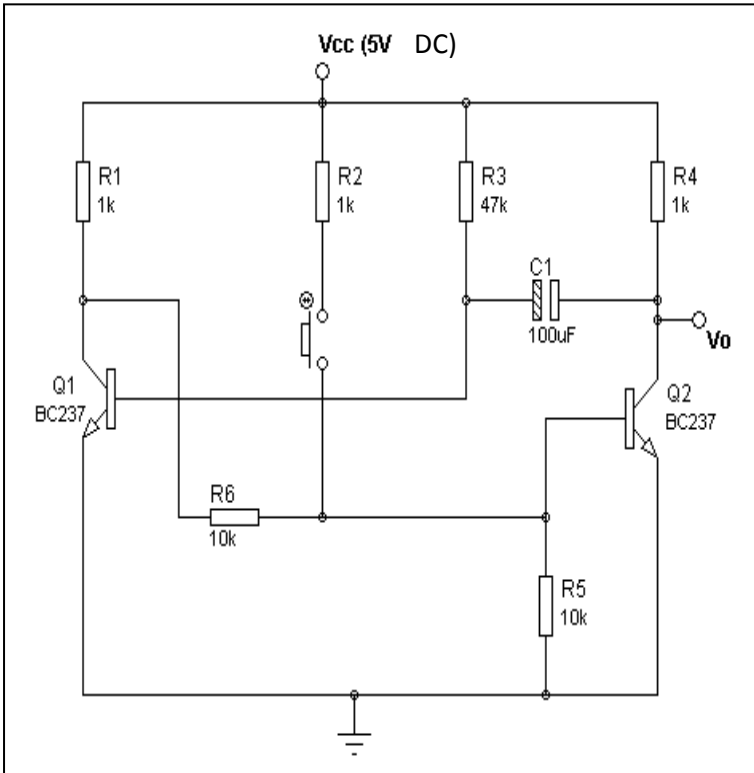 Vcc (5V DC)
R1
1k
R2
1k
R3
47k
R4
1k
C1
100uF
Vo
Q1
BC237
Q2
BC237
R6
10k
R5
10k